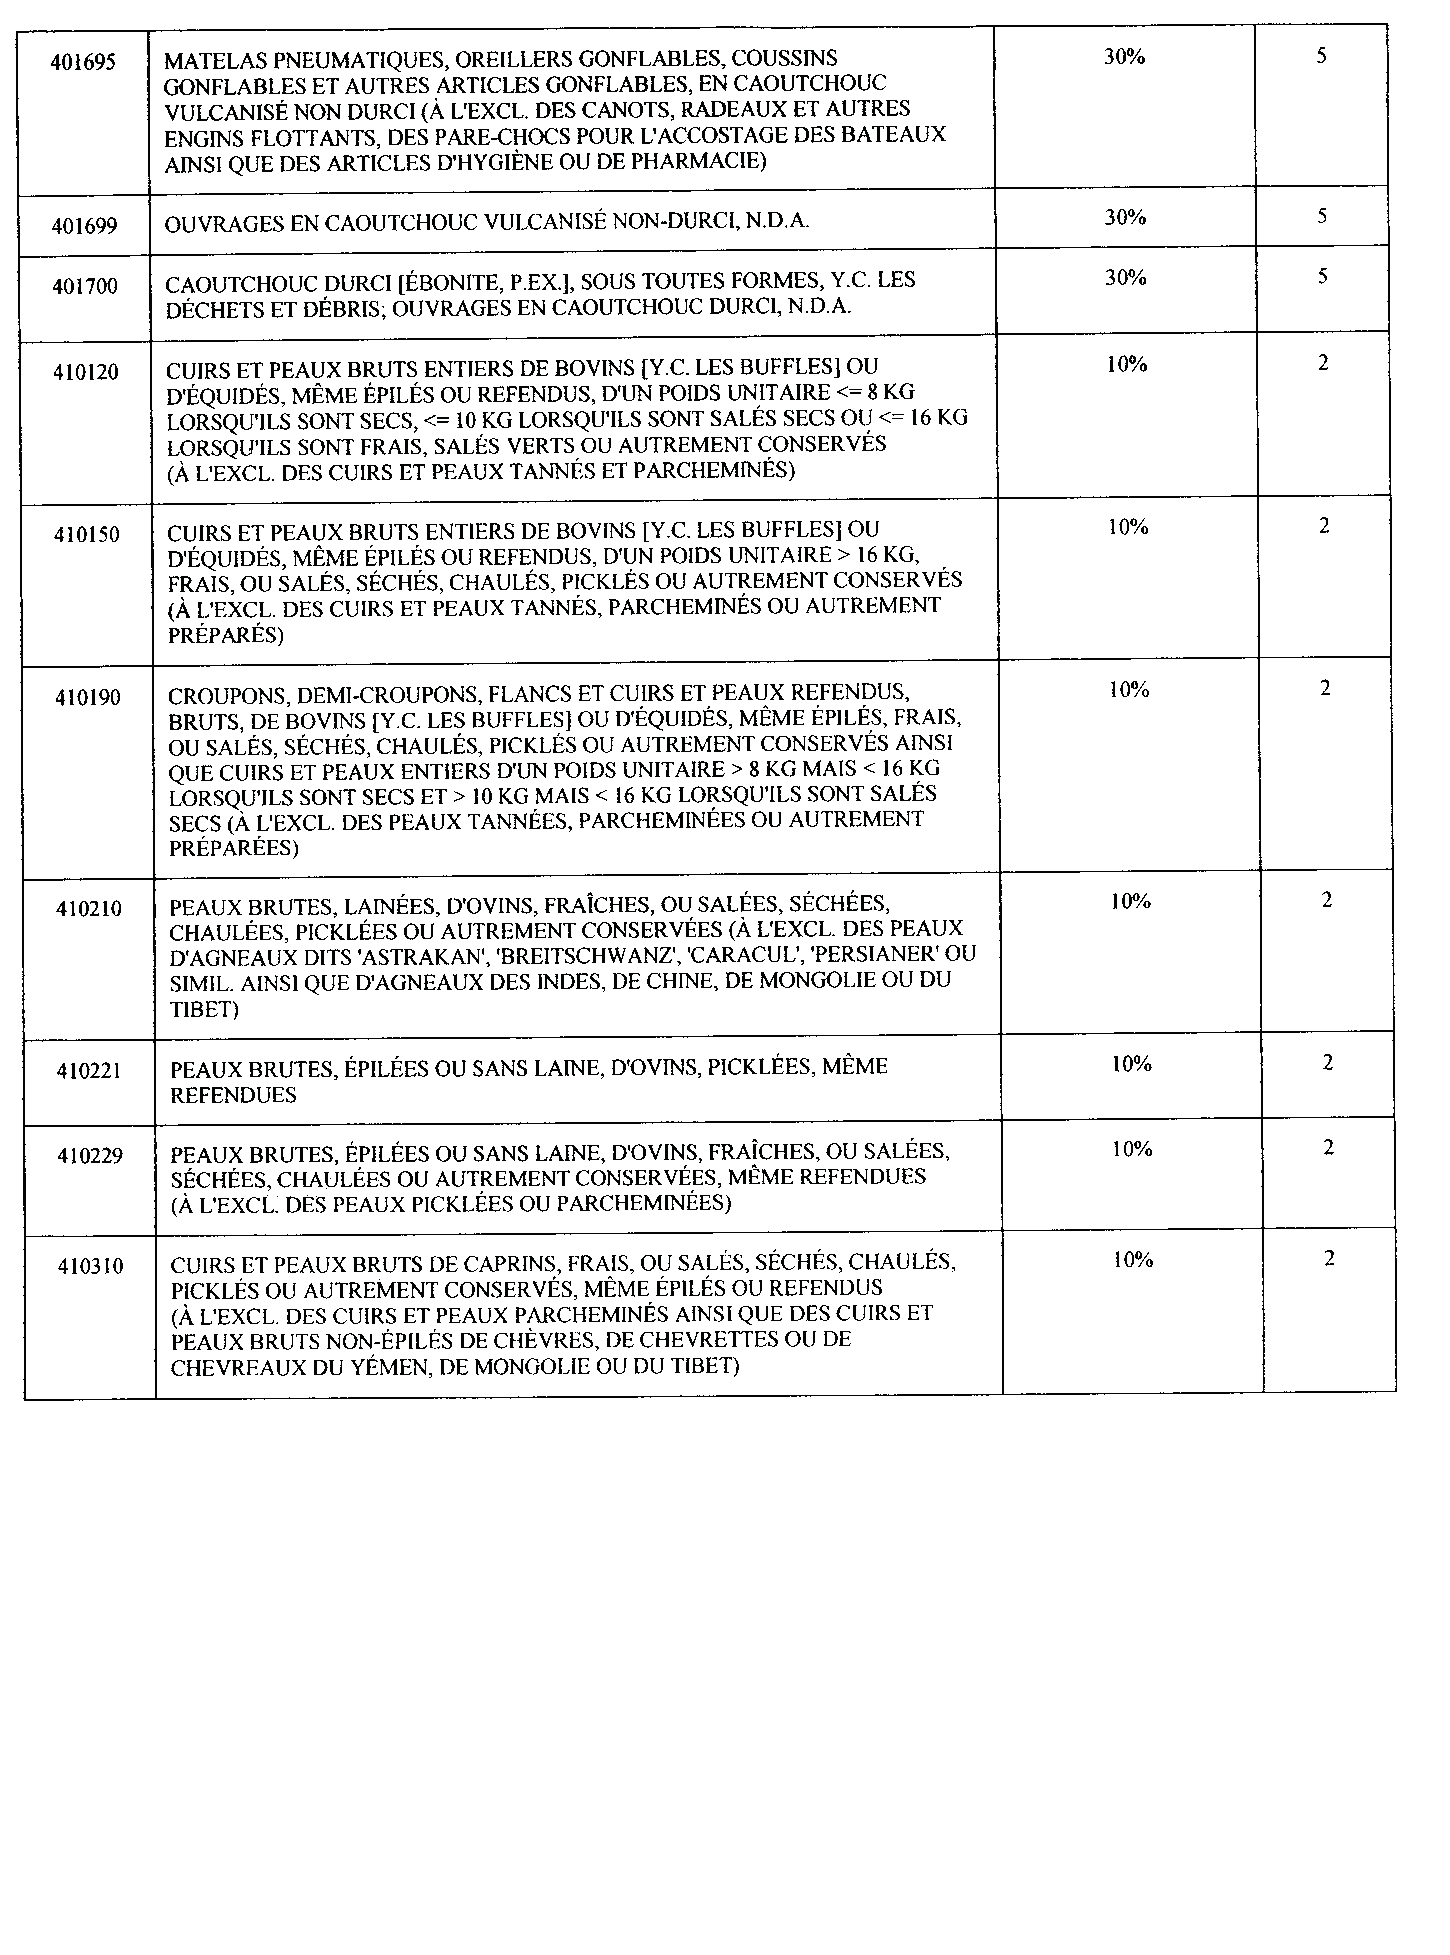 401695 MATELAS PNEUMATIQUES, OREILLERS GONFLABLES, COUSSINS 30% 5
GONFLABLES ET AUTRES ARTICLES GONFLABLES, EN CAOUTCHOUC
VULCANISÉ NON DURCI (À L'EXCL. DES CANOTS, RADEAUX ET AUTRES
ENGINS FLOTTANTS, DES PARE-CHOCS POUR L'ACCOSTAGE DES BATEAUX
AINSI QUE DES ARTICLES D'HYGIÈNE OU DE PHARMACIE)
401699 OUVRAGES EN CAOUTCHOUC VULCANISÉ NON-DURCI, N.D.A. 30% 5
401700 CAOUTCHOUC DURCI [ÉBONITE, P.EX.], SOUS TOUTES FORMES, Y.C. LES 30% 5
DÉCHETS ET DÉBRIS; OUVRAGES EN CAOUTCHOUC DURCI, N.D.A.
410120 CUIRS ET PEAUX BRUTS ENTIERS DE BOVINS [Y.C. LES BUFFLES] OU 10% 2
D'ÉQUIDÉS, MÊME ÉPILÉS OU REFENDUS, D'UN POIDS UNITAIRE <= 8 KG
LORSQU'ILS SONT SECS, <= 10 KG LORSQU'ILS SONT SALÉS SECS OU <= 16 KG
LORSQU'ILS SONT FRAIS, SALÉS VERTS OU AUTREMENT CONSERVÉS
(À L'EXCL. DES CUIRS ET PEAUX TANNÉS ET PARCHEMINÉS)
410150 CUIRS ET PEAUX BRUTS ENTIERS DE BOVINS [Y.C. LES BUFFLES] OU 10% 2
D'ÉQUIDÉS, MÊME ÉPILÉS OU REFENDUS, D'UN POIDS UNITAIRE > 16 KG,
FRAIS, OU SALÉS, SÉCHÉS, CHAULÉS, PICKLÉS OU AUTREMENT CONSERVÉS
(À L'EXCL. DES CUIRS ET PEAUX TANNÉS, PARCHEMINÉS OU AUTREMENT
PRÉPARÉS)
410190 CROUPONS, DEMI-CROUPONS, FLANCS ET CUIRS ET PEAUX REFENDUS, 10% 2
BRUTS, DE BOVINS [Y.C. LES BUFFLES] OU D'ÉQUIDÉS, MÊME ÉPILÉS, FRAIS,
OU SALÉS, SÉCHÉS, CHAULÉS, PICKLÉS OU AUTREMENT CONSERVÉS AINSI
QUE CUIRS ET PEAUX ENTIERS D'UN POIDS UNITAIRE > 8 KG MAIS < 16 KG
LORSQU'ILS SONT SECS ET > 10 KG MAIS < 16 KG LORSQU'ILS SONT SALÉS
SECS (À L'EXCL. DES PEAUX TANNÉES, PARCHEMINÉES OU AUTREMENT
PRÉPARÉES)
410210 PEAUX BRUTES, LAINÉES, D'OVINS, FRAÎCHES, OU SALÉES, SÉCHÉES, 10% 2
CHAULÉES, PICKLÉES OU AUTREMENT CONSERVÉES (À L'EXCL. DES PEAUX
D'AGNEAUX DITS 'ASTRAKAN', 'BREITSCHWANZ', 'CARACUL', 'PERSIANER' OU
SIMIL. AINSI QUE D'AGNEAUX DES INDES, DE CHINE, DE MONGOLIE OU DU
TIBET)
410221 PEAUX BRUTES, ÉPILÉES OU SANS LAINE, D'OVINS, PICKLÉES, MÊME 10% 2
REFENDUES
410229 PEAUX BRUTES, ÉPILÉES OU SANS LAINE, D'OVINS, FRAÎCHES, OU SALÉES, 10% 2
SÉCHÉES, CHAULÉES OU AUTREMENT CONSERVÉES, MÊME REFENDUES
(À L'EXCL. DES PEAUX PICKLÉES OU PARCHEMINÉES)
410310 CUIRS ET PEAUX BRUTS DE CAPRINS, FRAIS, OU SALÉS, SÉCHÉS, CHAULÉS, 10% 2
PICKLÉS OU AUTREMENT CONSERVÉS, MÊME ÉPILÉS OU REFENDUS
(À L'EXCL. DES CUIRS ET PEAUX PARCHEMINÉS AINSI QUE DES CUIRS ET
PEAUX BRUTS NON-ÉPILÉS DE CHÈVRES, DE CHEVRETTES OU DE
CHEVREAUX DU YÉMEN, DE MONGOLIE OU DU TIBET)